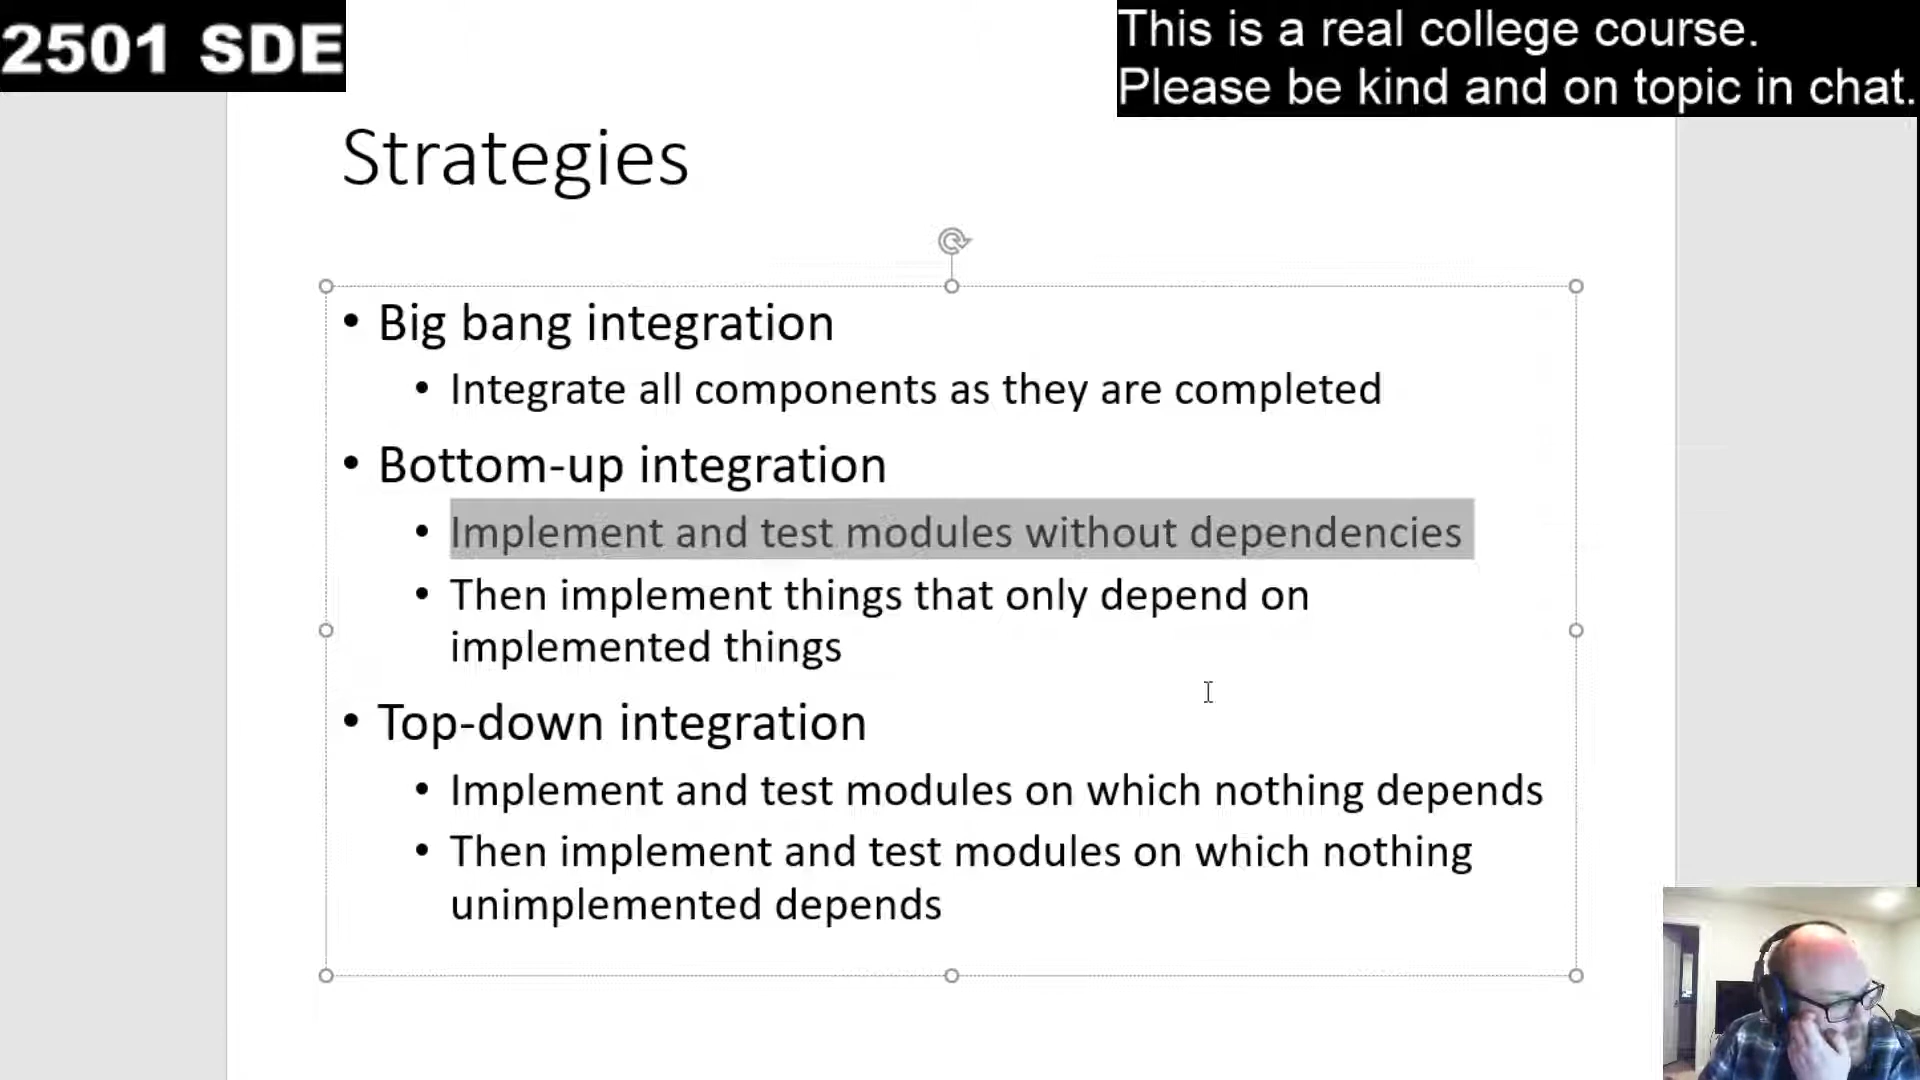 2501 SDE
This is a real college course.
Please be kind and on topic in chat.
Strategies
• Big bang integration
• Integrate all components as they are completed
• Bottom-up integration
• Implement and test modules without dependencies
• Then implement things that only depend on
implemented things
• Top-down integration
• Implement and test modules on which nothing depends
• Then implement and test modules on which nothing
unimplemented depends